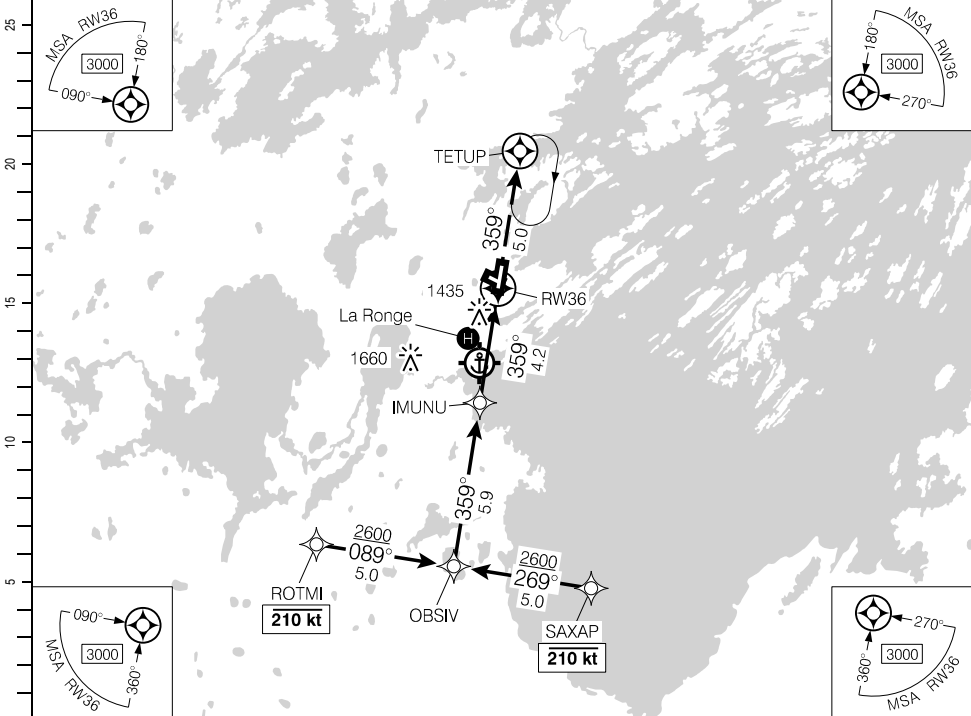 25
20
15
10
5
MSA RW36
3000
180°
090°
MSA RW36
3000
180°
270°
TETUP
359°
5.0
1435
RW36
La Ronge
H
1660
359°
4.2
IMUNU
359°
5.9
2600
089°
5.0
2600
269°
5.0
ROTMI
210 kt
OBSIV
SAXAP
210 kt
090°
3000
360°
MSA RW36
270°
3000
360°
MSA RW36